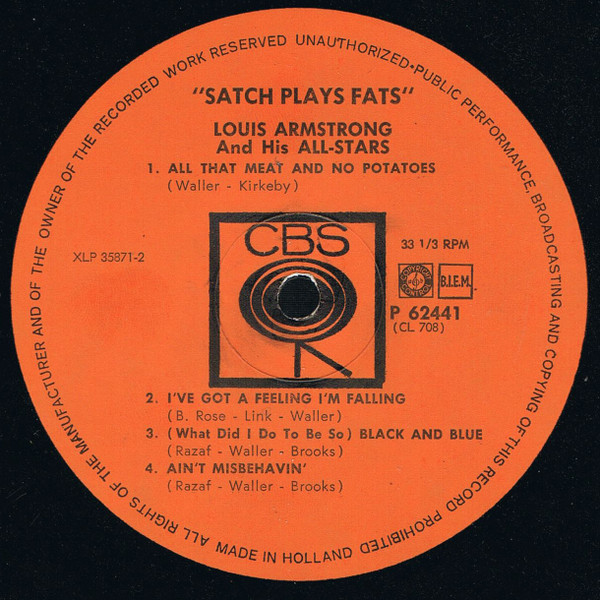 "SATCH PLAYS FATS"
LOUIS ARMSTRONG
And His ALL-STARS
1. ALL THAT MEAT AND NO POTATOES
(Waller - Kirkeby)
CBS
XLP 35871-2
33 1/3 RPM
B.I.E.M.
P 62441
(CL 708)
2. I'VE GOT A FEELING I'M FALLING
(B. Rose - Link - Waller)
3. (What Did I Do To Be So) BLACK AND BLUE
(Razaf - Waller - Brooks)
4. AIN'T MISBEHAVIN'
(Razaf - Waller - Brooks)
ALL RIGHTS OF THE MANUFACTURER AND OF THE OWNER OF THE RECORDED WORK RESERVED UNAUTHORIZED•PUBLIC PERFORMANCE, BROADCASTING AND COPYING OF THIS RECORD PROHIBITED
MADE IN HOLLAND